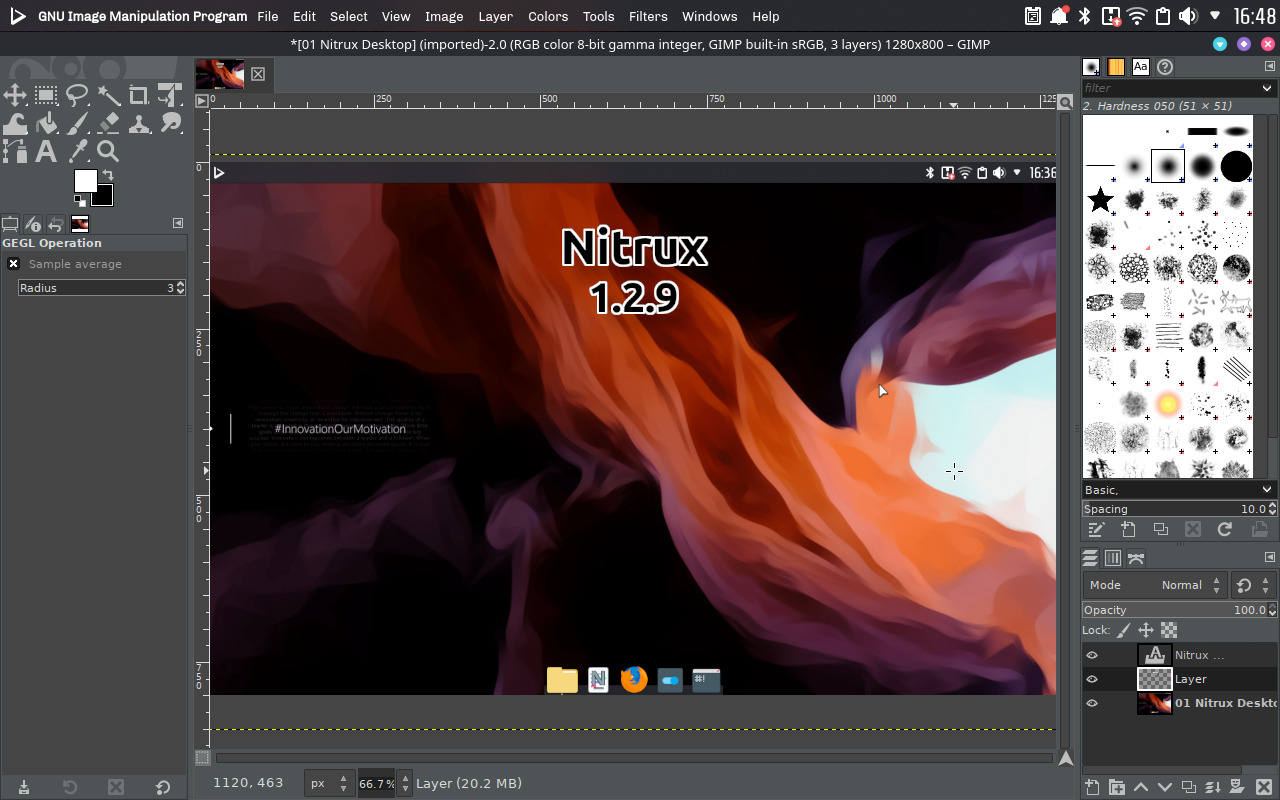 GNU Image Manipulation Program File Edit Select View Image Layer Colors Tools Filters Windows Help 16:48
*[01 Nitrux Desktop] (imported)-2.0 (RGB color 8-bit gamma integer, GIMP built-in sRGB, 3 layers) 1280x800 – GIMP
0 250 500 750 1000 125
filter
2. Hardness 050 (51 × 51)
0
16:36
Nitrux
1.2.9
GEGL Operation
Sample average
Radius 3
250
#InnovationOurMotivation
500
Basic,
Spacing 10.0
Mode Normal
Opacity 100.0
Lock:
Nitrux ...
Layer
01 Nitrux Deskto
750
#!
1120, 463 px 66.7 % Layer (20.2 MB)